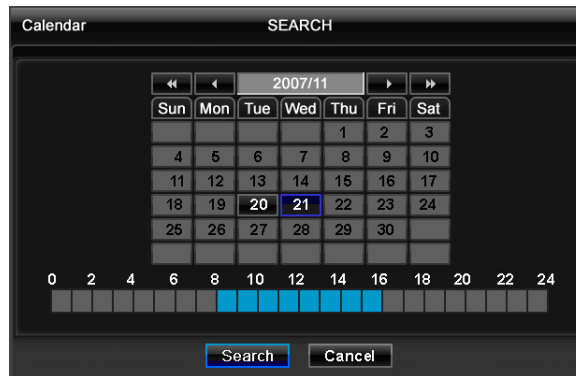 Calendar SEARCH
2007/11
Sun Mon Tue Wed Thu Fri Sat
1 2 3
4 5 6 7 8 9 10
11 12 13 14 15 16 17
18 19 20 21 22 23 24
25 26 27 28 29 30
0 2 4 6 8 10 12 14 16 18 20 22 24
Search Cancel